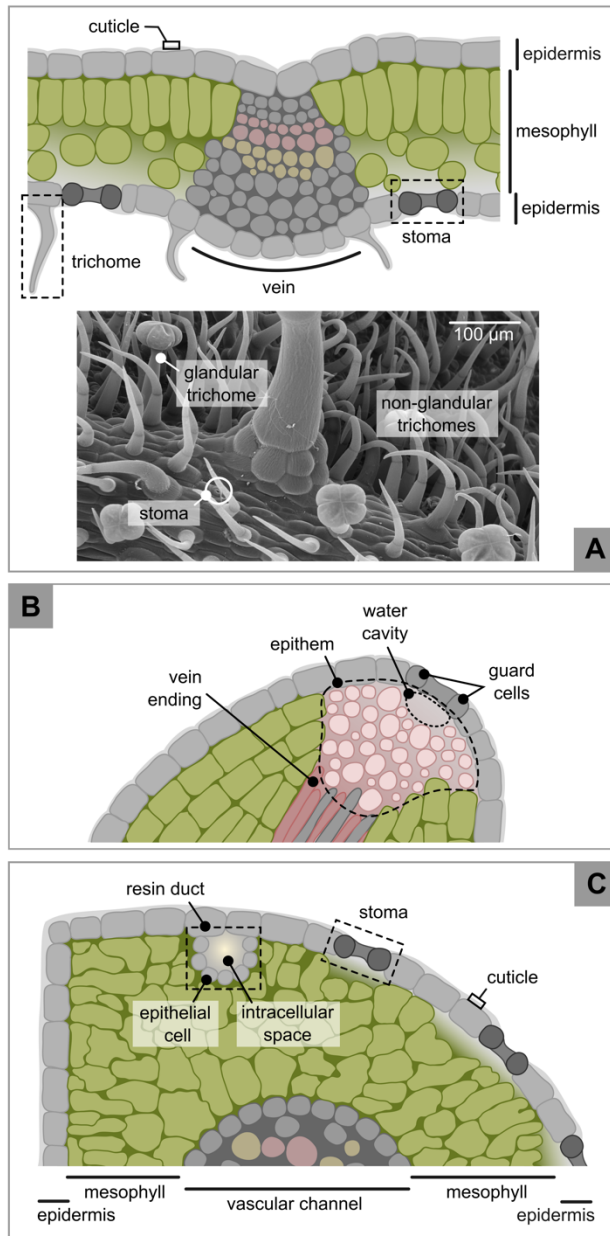 cuticle
epidermis
mesophyll
epidermis
stoma
trichome
vein
100 µm
glandular
trichome
non-glandular
trichomes
stoma
A
B
water
cavity
epithem
guard
cells
vein
ending
C
resin duct
stoma
cuticle
epithelial
cell
intracellular
space
mesophyll
mesophyll
vascular channel
epidermis
epidermis